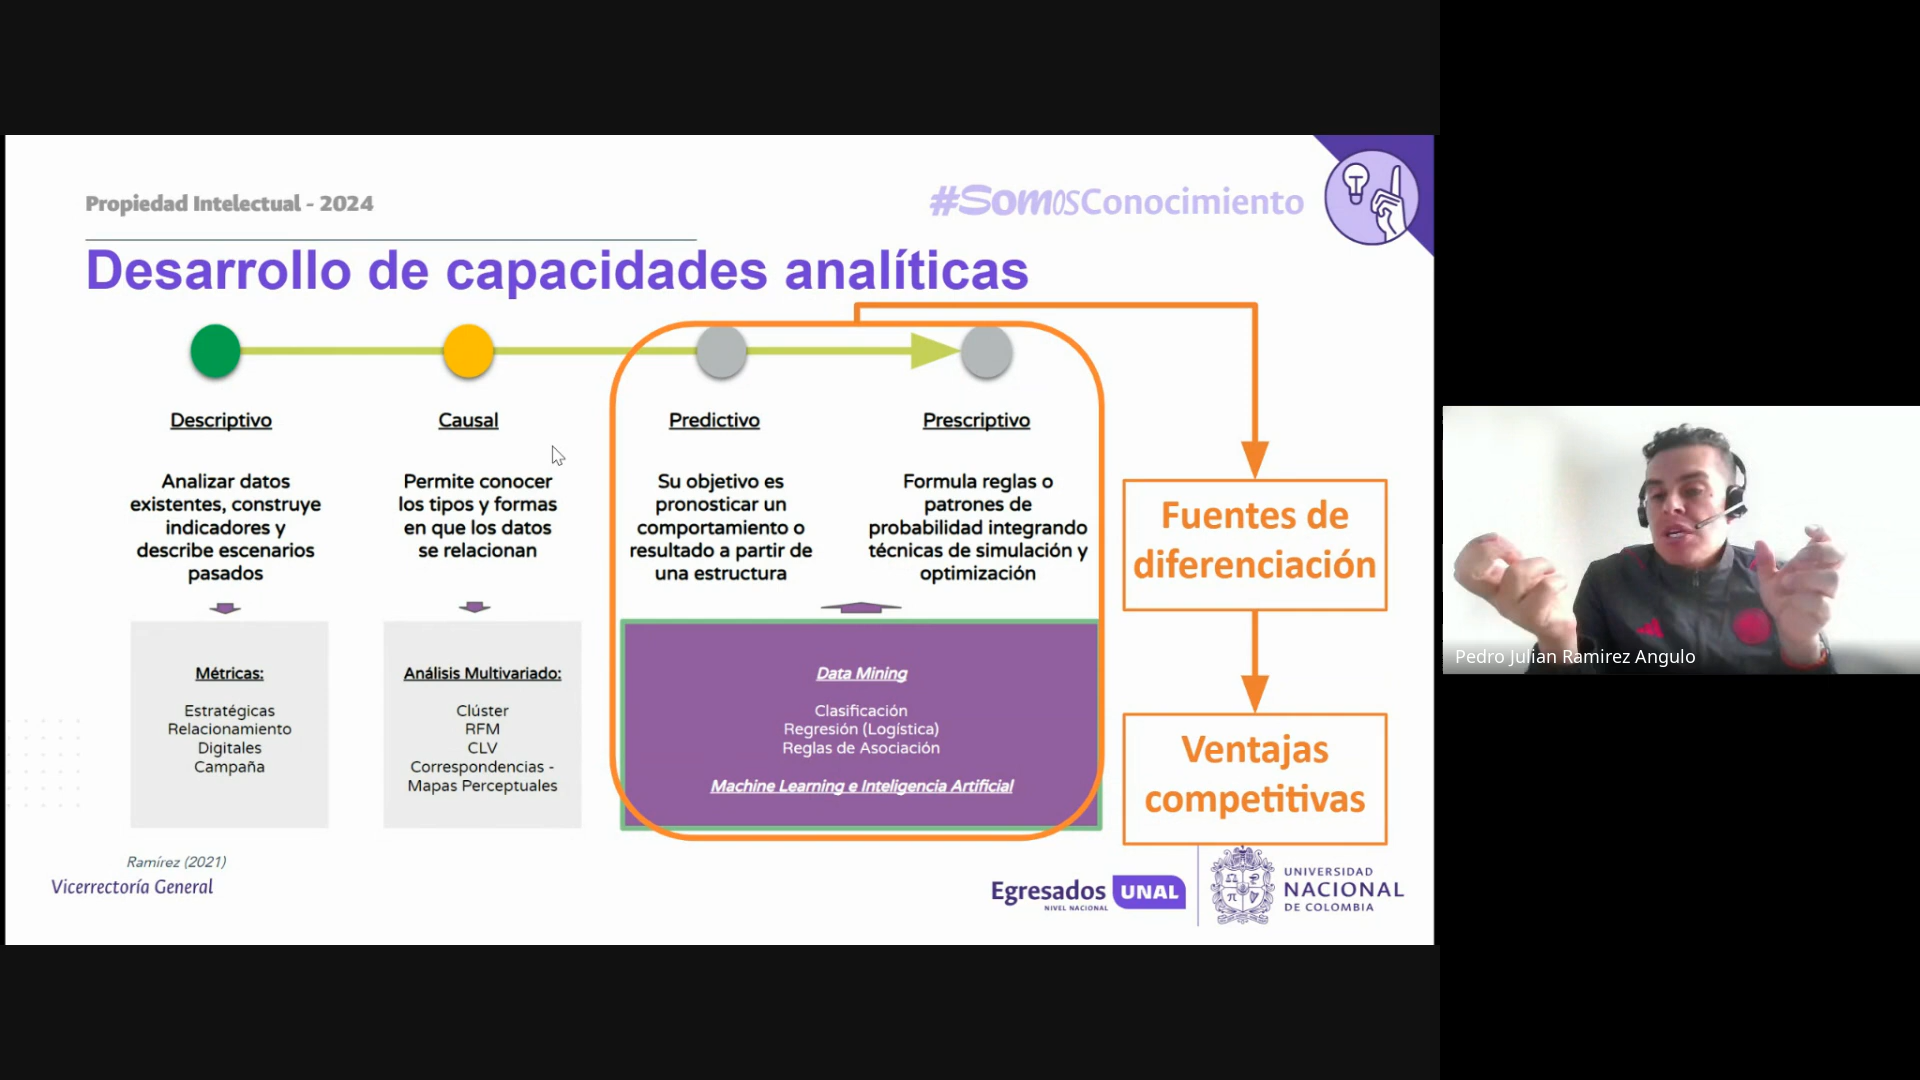 Propiedad Intelectual - 2024
#SomosConocimiento
Desarrollo de capacidades analíticas
Descriptivo
Analizar datos
existentes, construye
indicadores y
describe escenarios
pasados
Métricas:
Estratégicas
Relacionamiento
Digitales
Campaña
Causal
Permite conocer
los tipos y formas
en que los datos
se relacionan
Análisis Multivariado:
Clúster
RFM
CLV
Correspondencias -
Mapas Perceptuales
Predictivo
Su objetivo es
pronosticar un
comportamiento o
resultado a partir de
una estructura
Prescriptivo
Formula reglas o
patrones de
probabilidad integrando
técnicas de simulación y
optimización
Data Mining
Clasificación
Regresión (Logística)
Reglas de Asociación
Machine Learning e Inteligencia Artificial
Fuentes de
diferenciación
Ventajas
competitivas
Ramírez (2021)
Vicerrectoría General
Egresados UNAL
NIVEL NACIONAL
UNIVERSIDAD
NACIONAL
DE COLOMBIA
Pedro Julian Ramirez Angulo